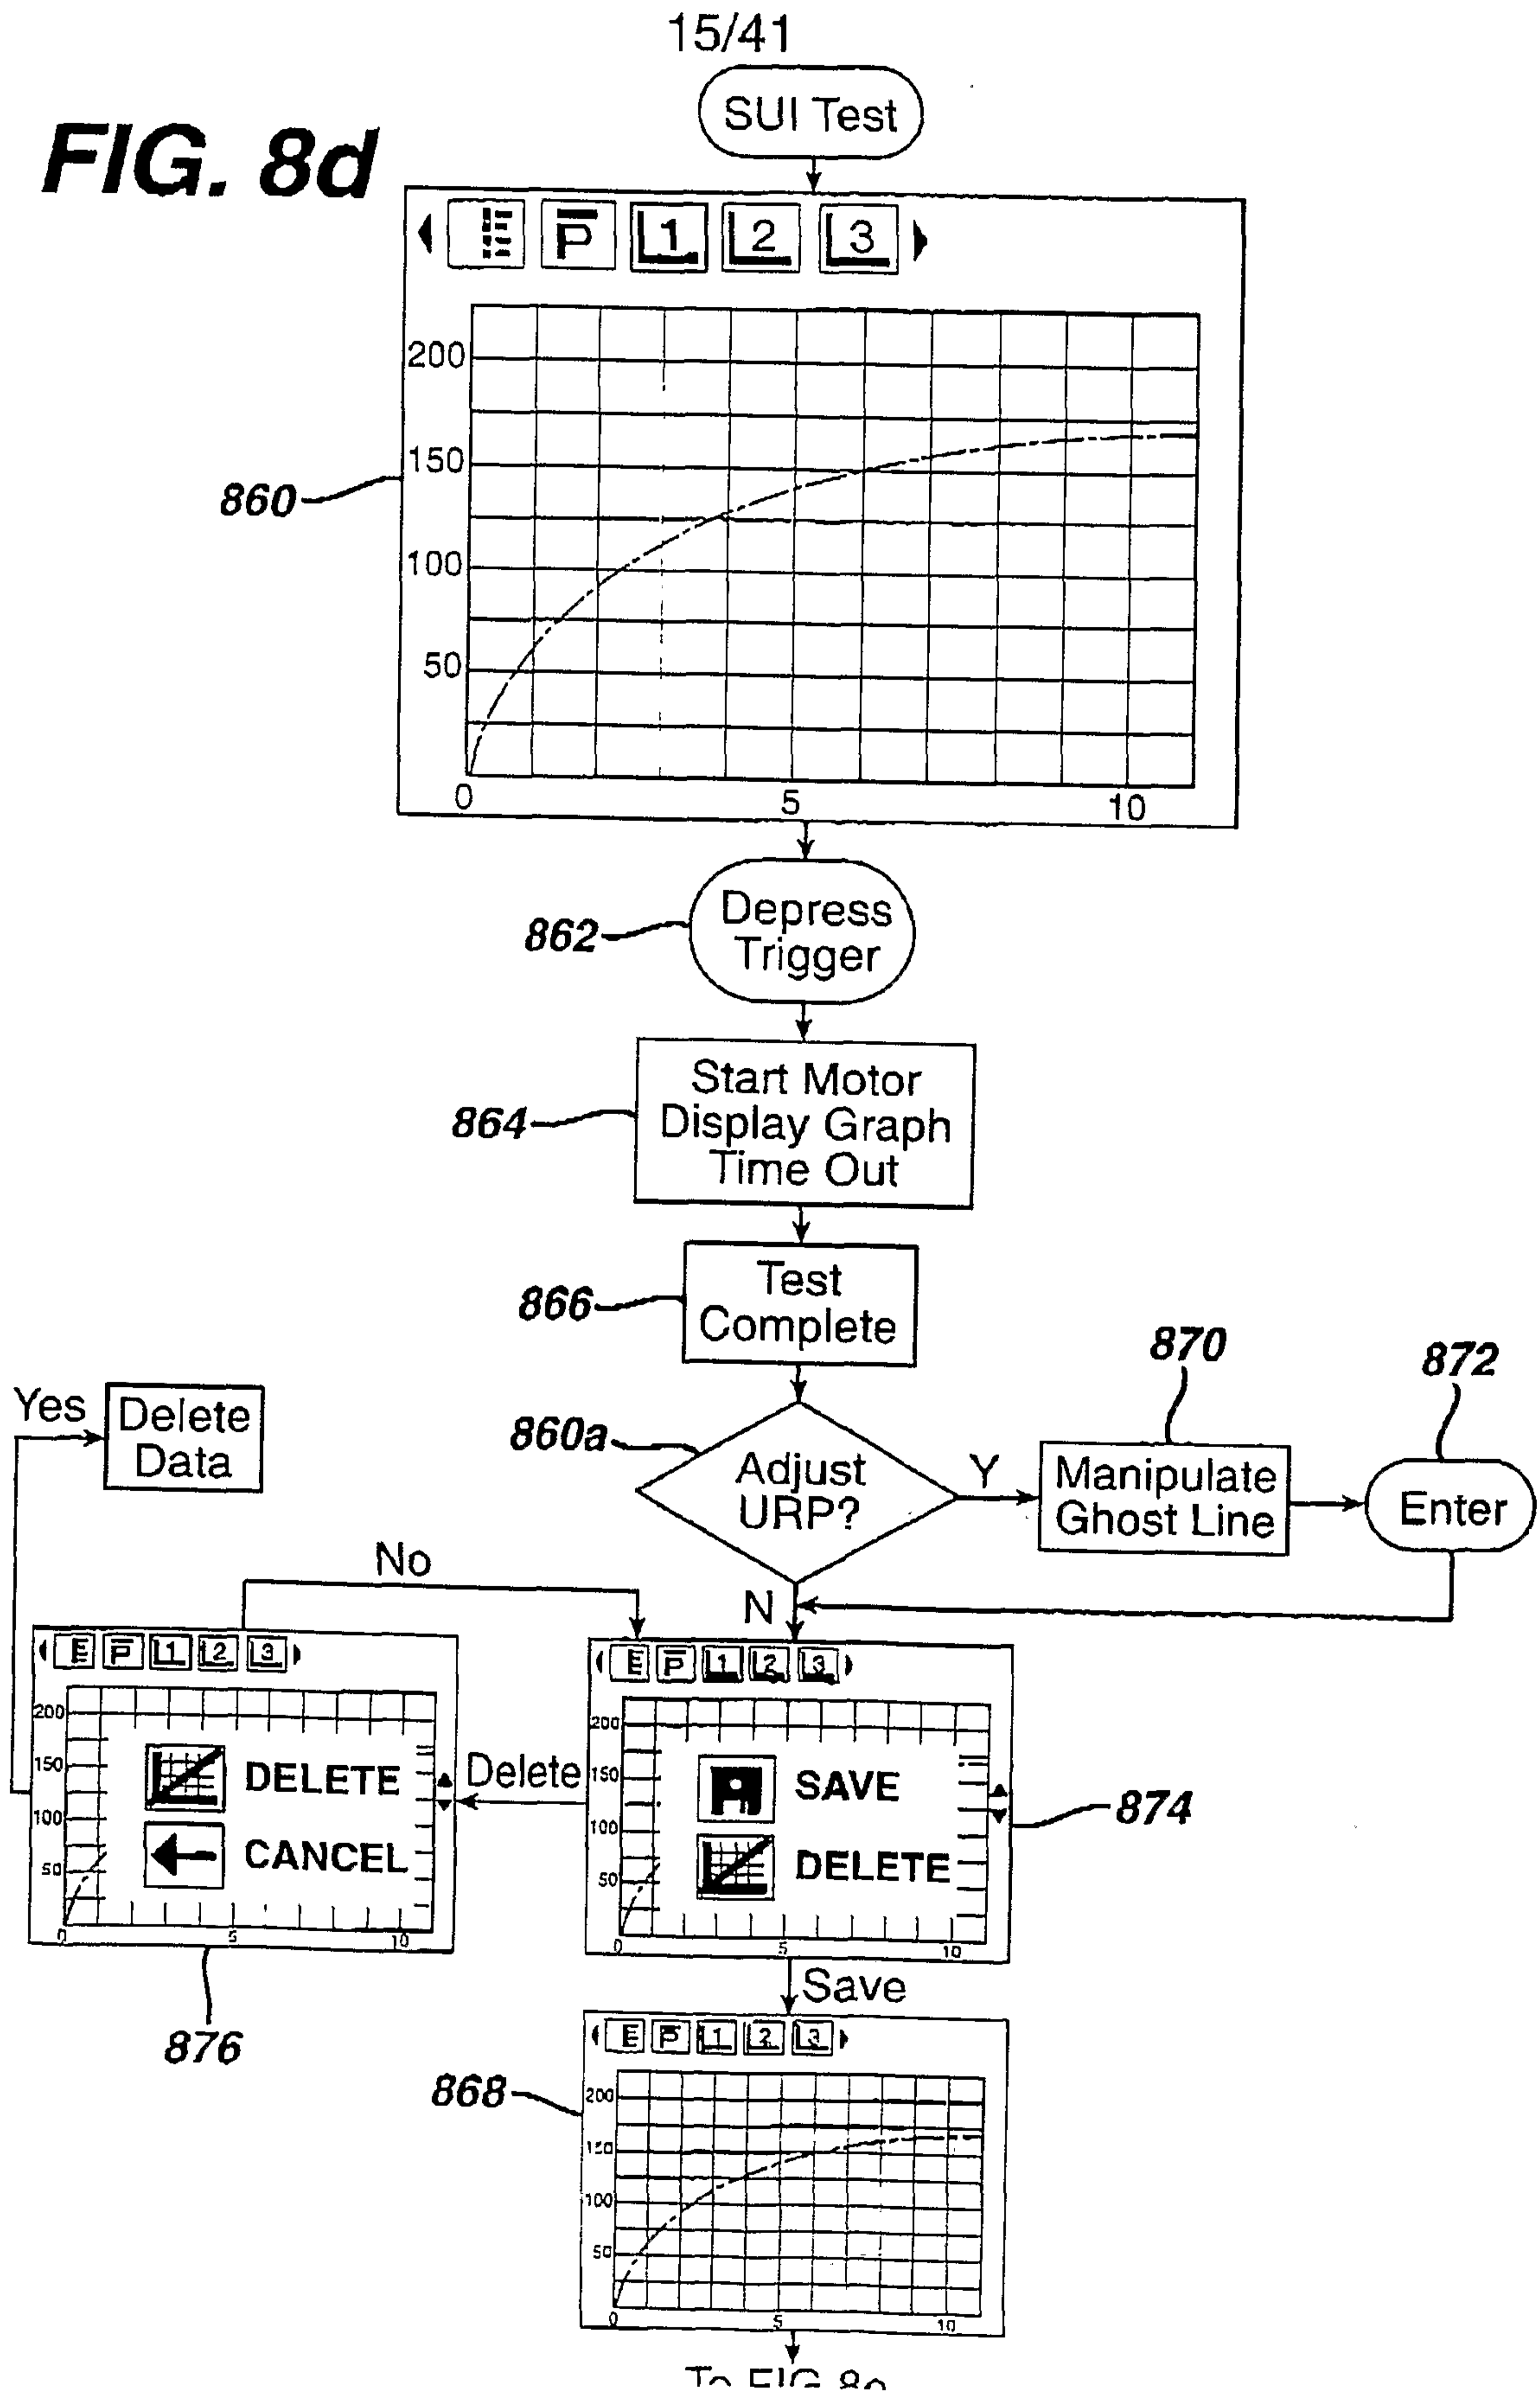 15/41
FIG. 8d
SUI Test
P 1 2 3
200
150
100
50
0 5 10
860
Depress
Trigger
862
Start Motor
Display Graph
Time Out
864
Test
Complete
866
870
872
860a
Adjust
URP?
Y
Manipulate
Ghost Line
Enter
Yes
Delete
Data
No
N
E P 1 2 3
200
150
100
50
DELETE
CANCEL
0 5 10
876
Delete
E P 1 2 3
200
150
100
50
SAVE
DELETE
0 5 10
874
Save
E P 1 2 3
200
150
100
50
0 5 10
868
To FIG